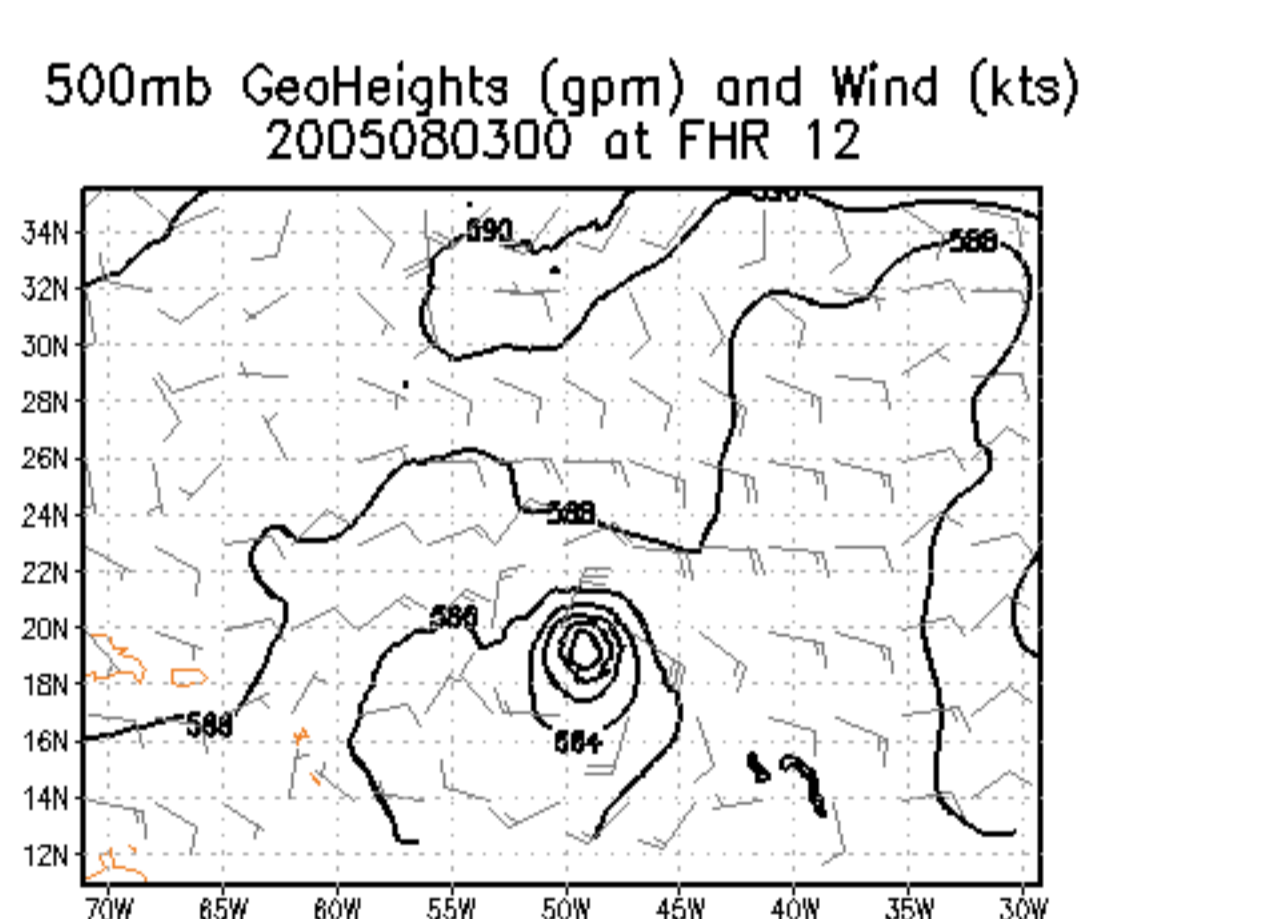 500mb GeoHeights (gpm) and Wind (kts)
2005080300 at FHR 12
590
34N
590
588
32N
30N
28N
26N
24N
588
22N
20N
586
18N
588
16N
584
14N
12N
70W 65W 60W 55W 50W 45W 40W 35W 30W